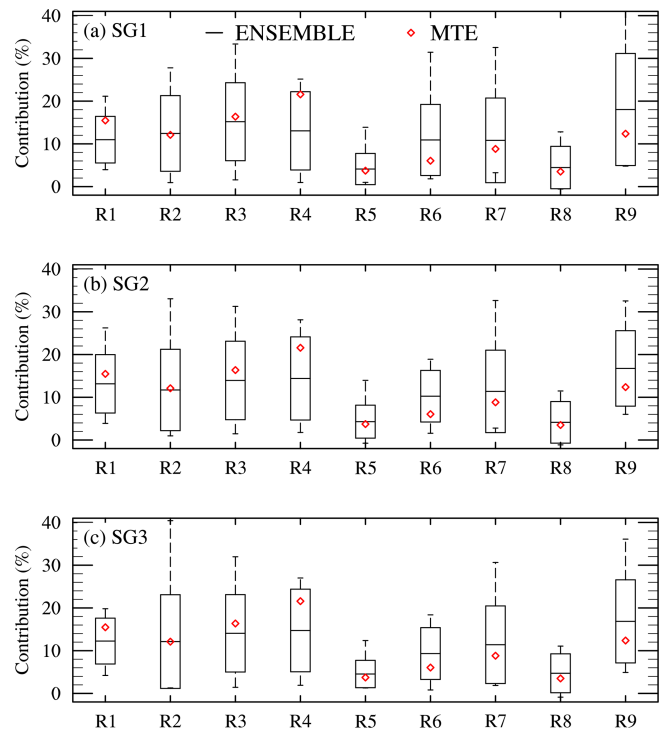 (a) SG1 ENSEMBLE MTE
Contribution (%)
40
30
20
10
0
R1 R2 R3 R4 R5 R6 R7 R8 R9
(b) SG2
Contribution (%)
40
30
20
10
0
R1 R2 R3 R4 R5 R6 R7 R8 R9
(c) SG3
Contribution (%)
40
30
20
10
0
R1 R2 R3 R4 R5 R6 R7 R8 R9